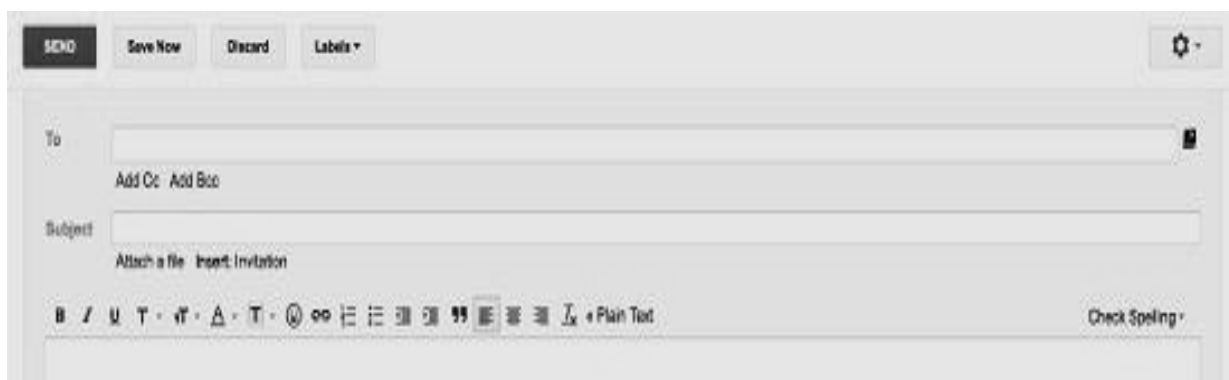 SEND Save Now Discard Labels
To
Add Cc Add Bcc
Subject
Attach a file Insert: Invitation
B I U T T A T « Plain Text Check Spelling